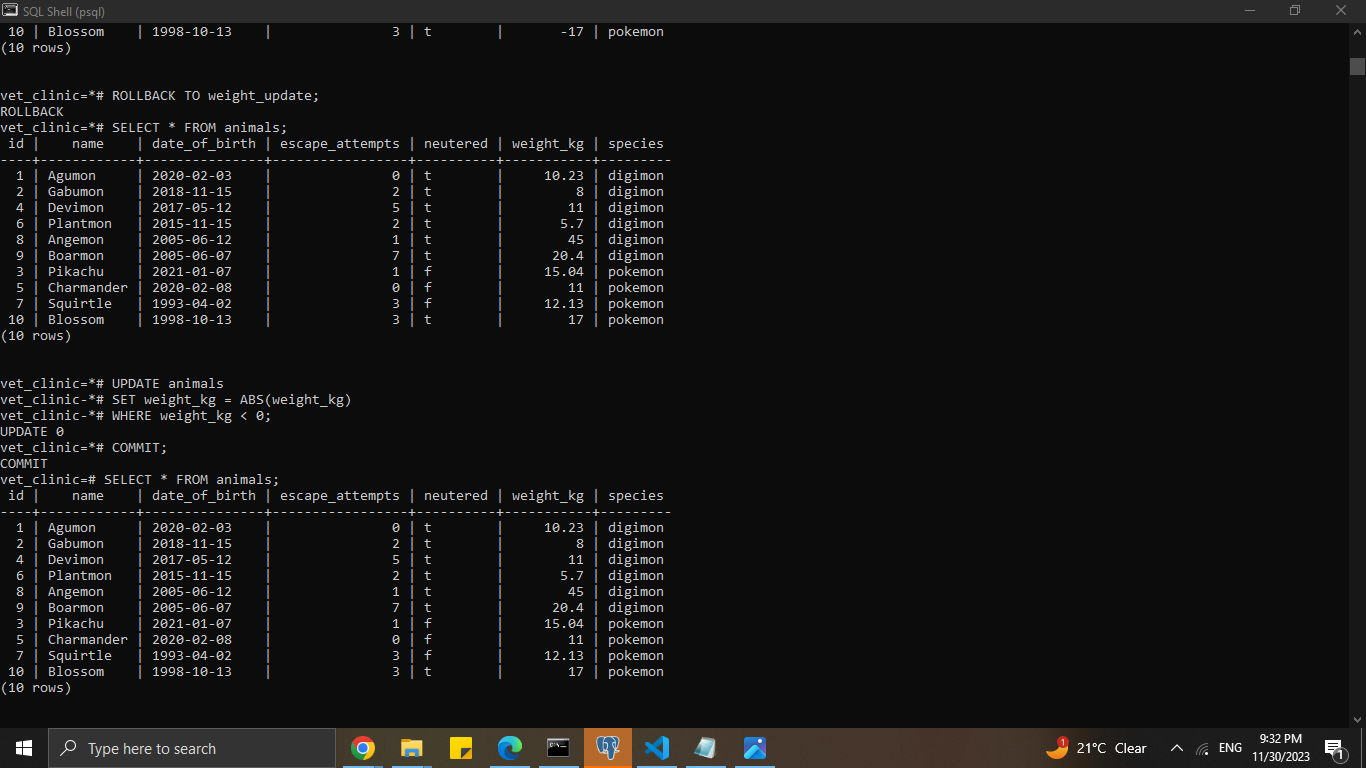 SQL Shell (psql)
 10 | Blossom    | 1998-10-13    |               3 | t        |       -17 | pokemon
(10 rows)
vet_clinic=*# ROLLBACK TO weight_update;
ROLLBACK
vet_clinic=*# SELECT * FROM animals;
 id |    name    | date_of_birth | escape_attempts | neutered | weight_kg | species
----+------------+---------------+-----------------+----------+-----------+---------
  1 | Agumon     | 2020-02-03    |               0 | t        |     10.23 | digimon
  2 | Gabumon    | 2018-11-15    |               2 | t        |         8 | digimon
  4 | Devimon    | 2017-05-12    |               5 | t        |        11 | digimon
  6 | Plantmon   | 2015-11-15    |               2 | t        |       5.7 | digimon
  8 | Angemon    | 2005-06-12    |               1 | t        |        45 | digimon
  9 | Boarmon    | 2005-06-07    |               7 | t        |      20.4 | digimon
  3 | Pikachu    | 2021-01-07    |               1 | f        |     15.04 | pokemon
  5 | Charmander | 2020-02-08    |               0 | f        |        11 | pokemon
  7 | Squirtle   | 1993-04-02    |               3 | f        |     12.13 | pokemon
 10 | Blossom    | 1998-10-13    |               3 | t        |        17 | pokemon
(10 rows)
vet_clinic=*# UPDATE animals
vet_clinic-*# SET weight_kg = ABS(weight_kg)
vet_clinic-*# WHERE weight_kg < 0;
UPDATE 0
vet_clinic=*# COMMIT;
COMMIT
vet_clinic=# SELECT * FROM animals;
 id |    name    | date_of_birth | escape_attempts | neutered | weight_kg | species
----+------------+---------------+-----------------+----------+-----------+---------
  1 | Agumon     | 2020-02-03    |               0 | t        |     10.23 | digimon
  2 | Gabumon    | 2018-11-15    |               2 | t        |         8 | digimon
  4 | Devimon    | 2017-05-12    |               5 | t        |        11 | digimon
  6 | Plantmon   | 2015-11-15    |               2 | t        |       5.7 | digimon
  8 | Angemon    | 2005-06-12    |               1 | t        |        45 | digimon
  9 | Boarmon    | 2005-06-07    |               7 | t        |      20.4 | digimon
  3 | Pikachu    | 2021-01-07    |               1 | f        |     15.04 | pokemon
  5 | Charmander | 2020-02-08    |               0 | f        |        11 | pokemon
  7 | Squirtle   | 1993-04-02    |               3 | f        |     12.13 | pokemon
 10 | Blossom    | 1998-10-13    |               3 | t        |        17 | pokemon
(10 rows)
Type here to search
1
21°C Clear
ENG
9:32 PM
11/30/2023
1